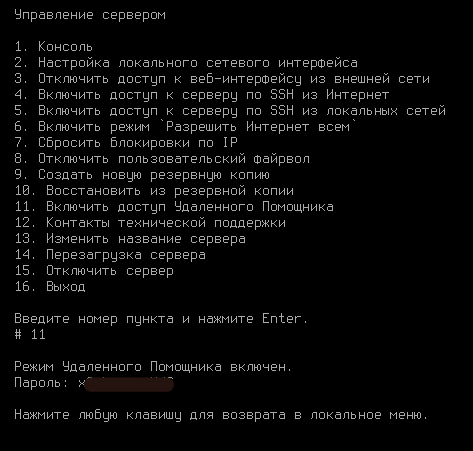 Управление сервером
1. Консоль
2. Настройка локального сетевого интерфейса
3. Отключить доступ к веб-интерфейсу из внешней сети
4. Включить доступ к серверу по SSH из Интернет
5. Включить доступ к серверу по SSH из локальных сетей
6. Включить режим `Разрешить Интернет всем`
7. Сбросить блокировки по IP
8. Отключить пользовательский файрвол
9. Создать новую резервную копию
10. Восстановить из резервной копии
11. Включить доступ Удаленного Помощника
12. Контакты технической поддержки
13. Изменить название сервера
14. Перезагрузка сервера
15. Отключить сервер
16. Выход
Введите номер пункта и нажмите Enter.
# 11
Режим Удаленного Помощника включен.
Пароль:
Нажмите любую клавишу для возврата в локальное меню.